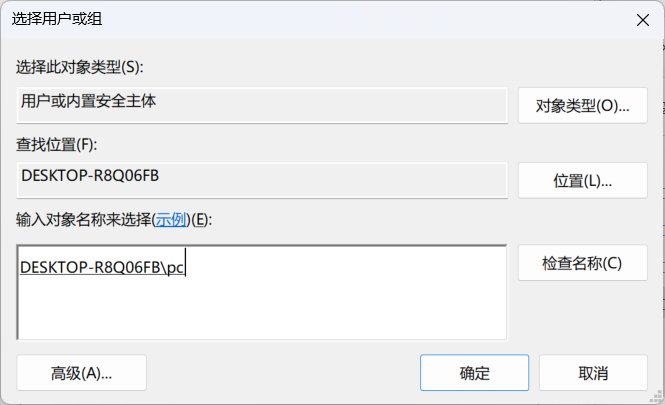 选择用户或组
选择此对象类型(S):
用户或内置安全主体
对象类型(O)...
查找位置(F):
DESKTOP-R8Q06FB
位置(L)...
输入对象名称来选择(示例)(E):
DESKTOP-R8Q06FB\pc
检查名称(C)
高级(A)...
确定
取消